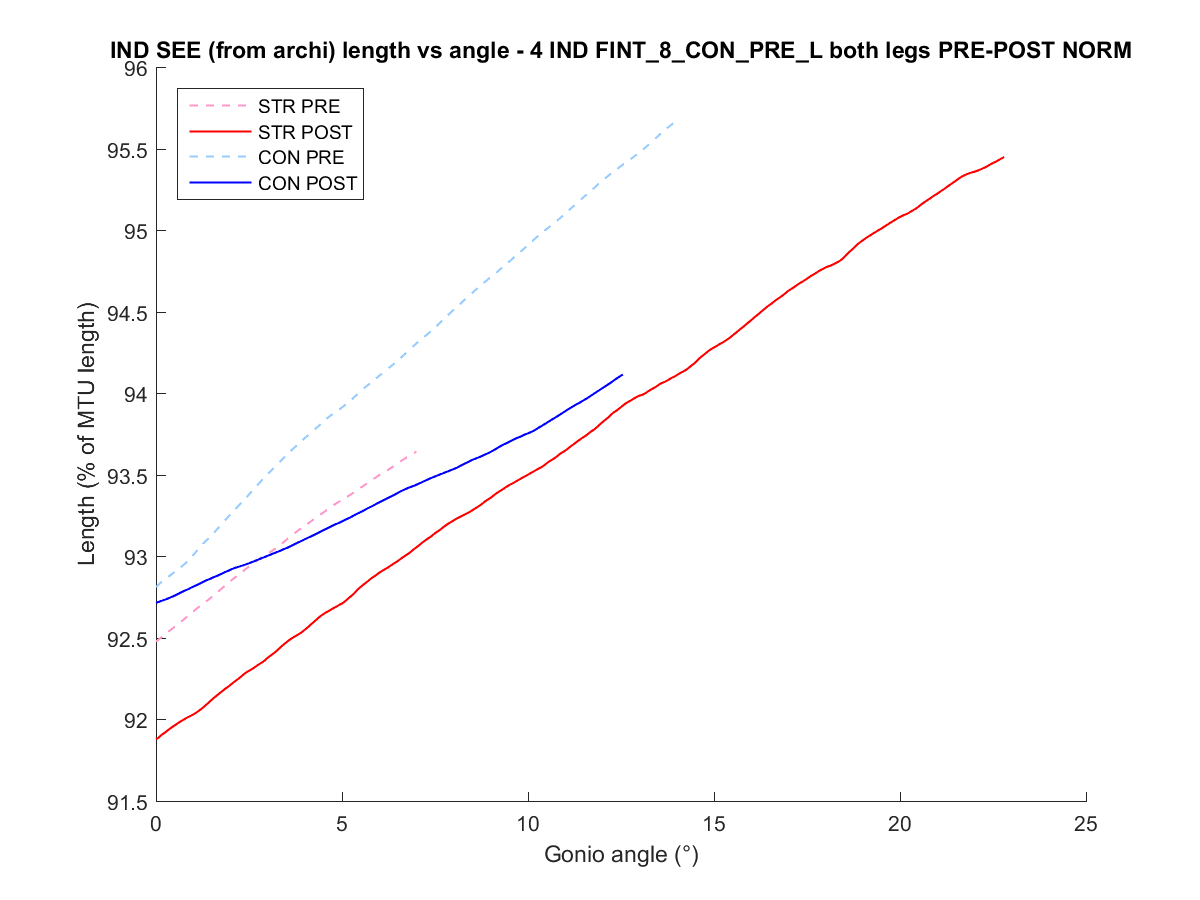 IND SEE (from archi) length vs angle - 4 IND FINT_8_CON_PRE_L both legs PRE-POST NORM
96
95.5
95
94.5
94
93.5
93
92.5
92
91.5
Length (% of MTU length)
STR PRE
STR POST
CON PRE
CON POST
0 5 10 15 20 25
Gonio angle (°)